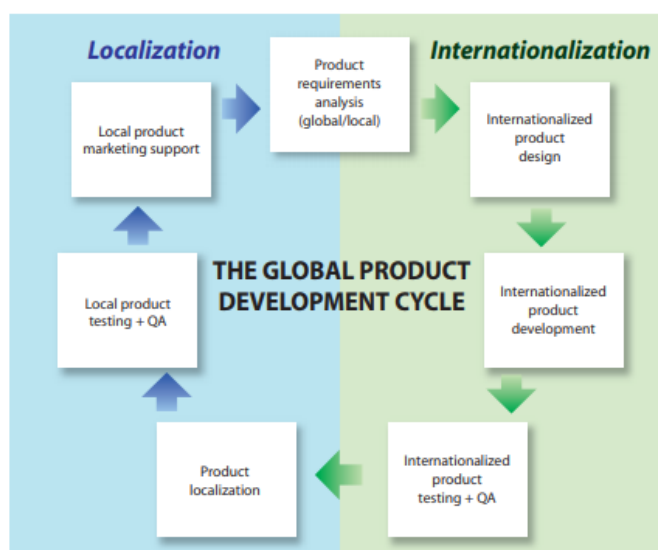 Localization
Internationalization
Product
requirements
analysis
(global/local)
Internationalized
product
design
Internationalized
product
development
Internationalized
product
testing + QA
Product
localization
Local product
testing + QA
Local product
marketing support
THE GLOBAL PRODUCT
DEVELOPMENT CYCLE